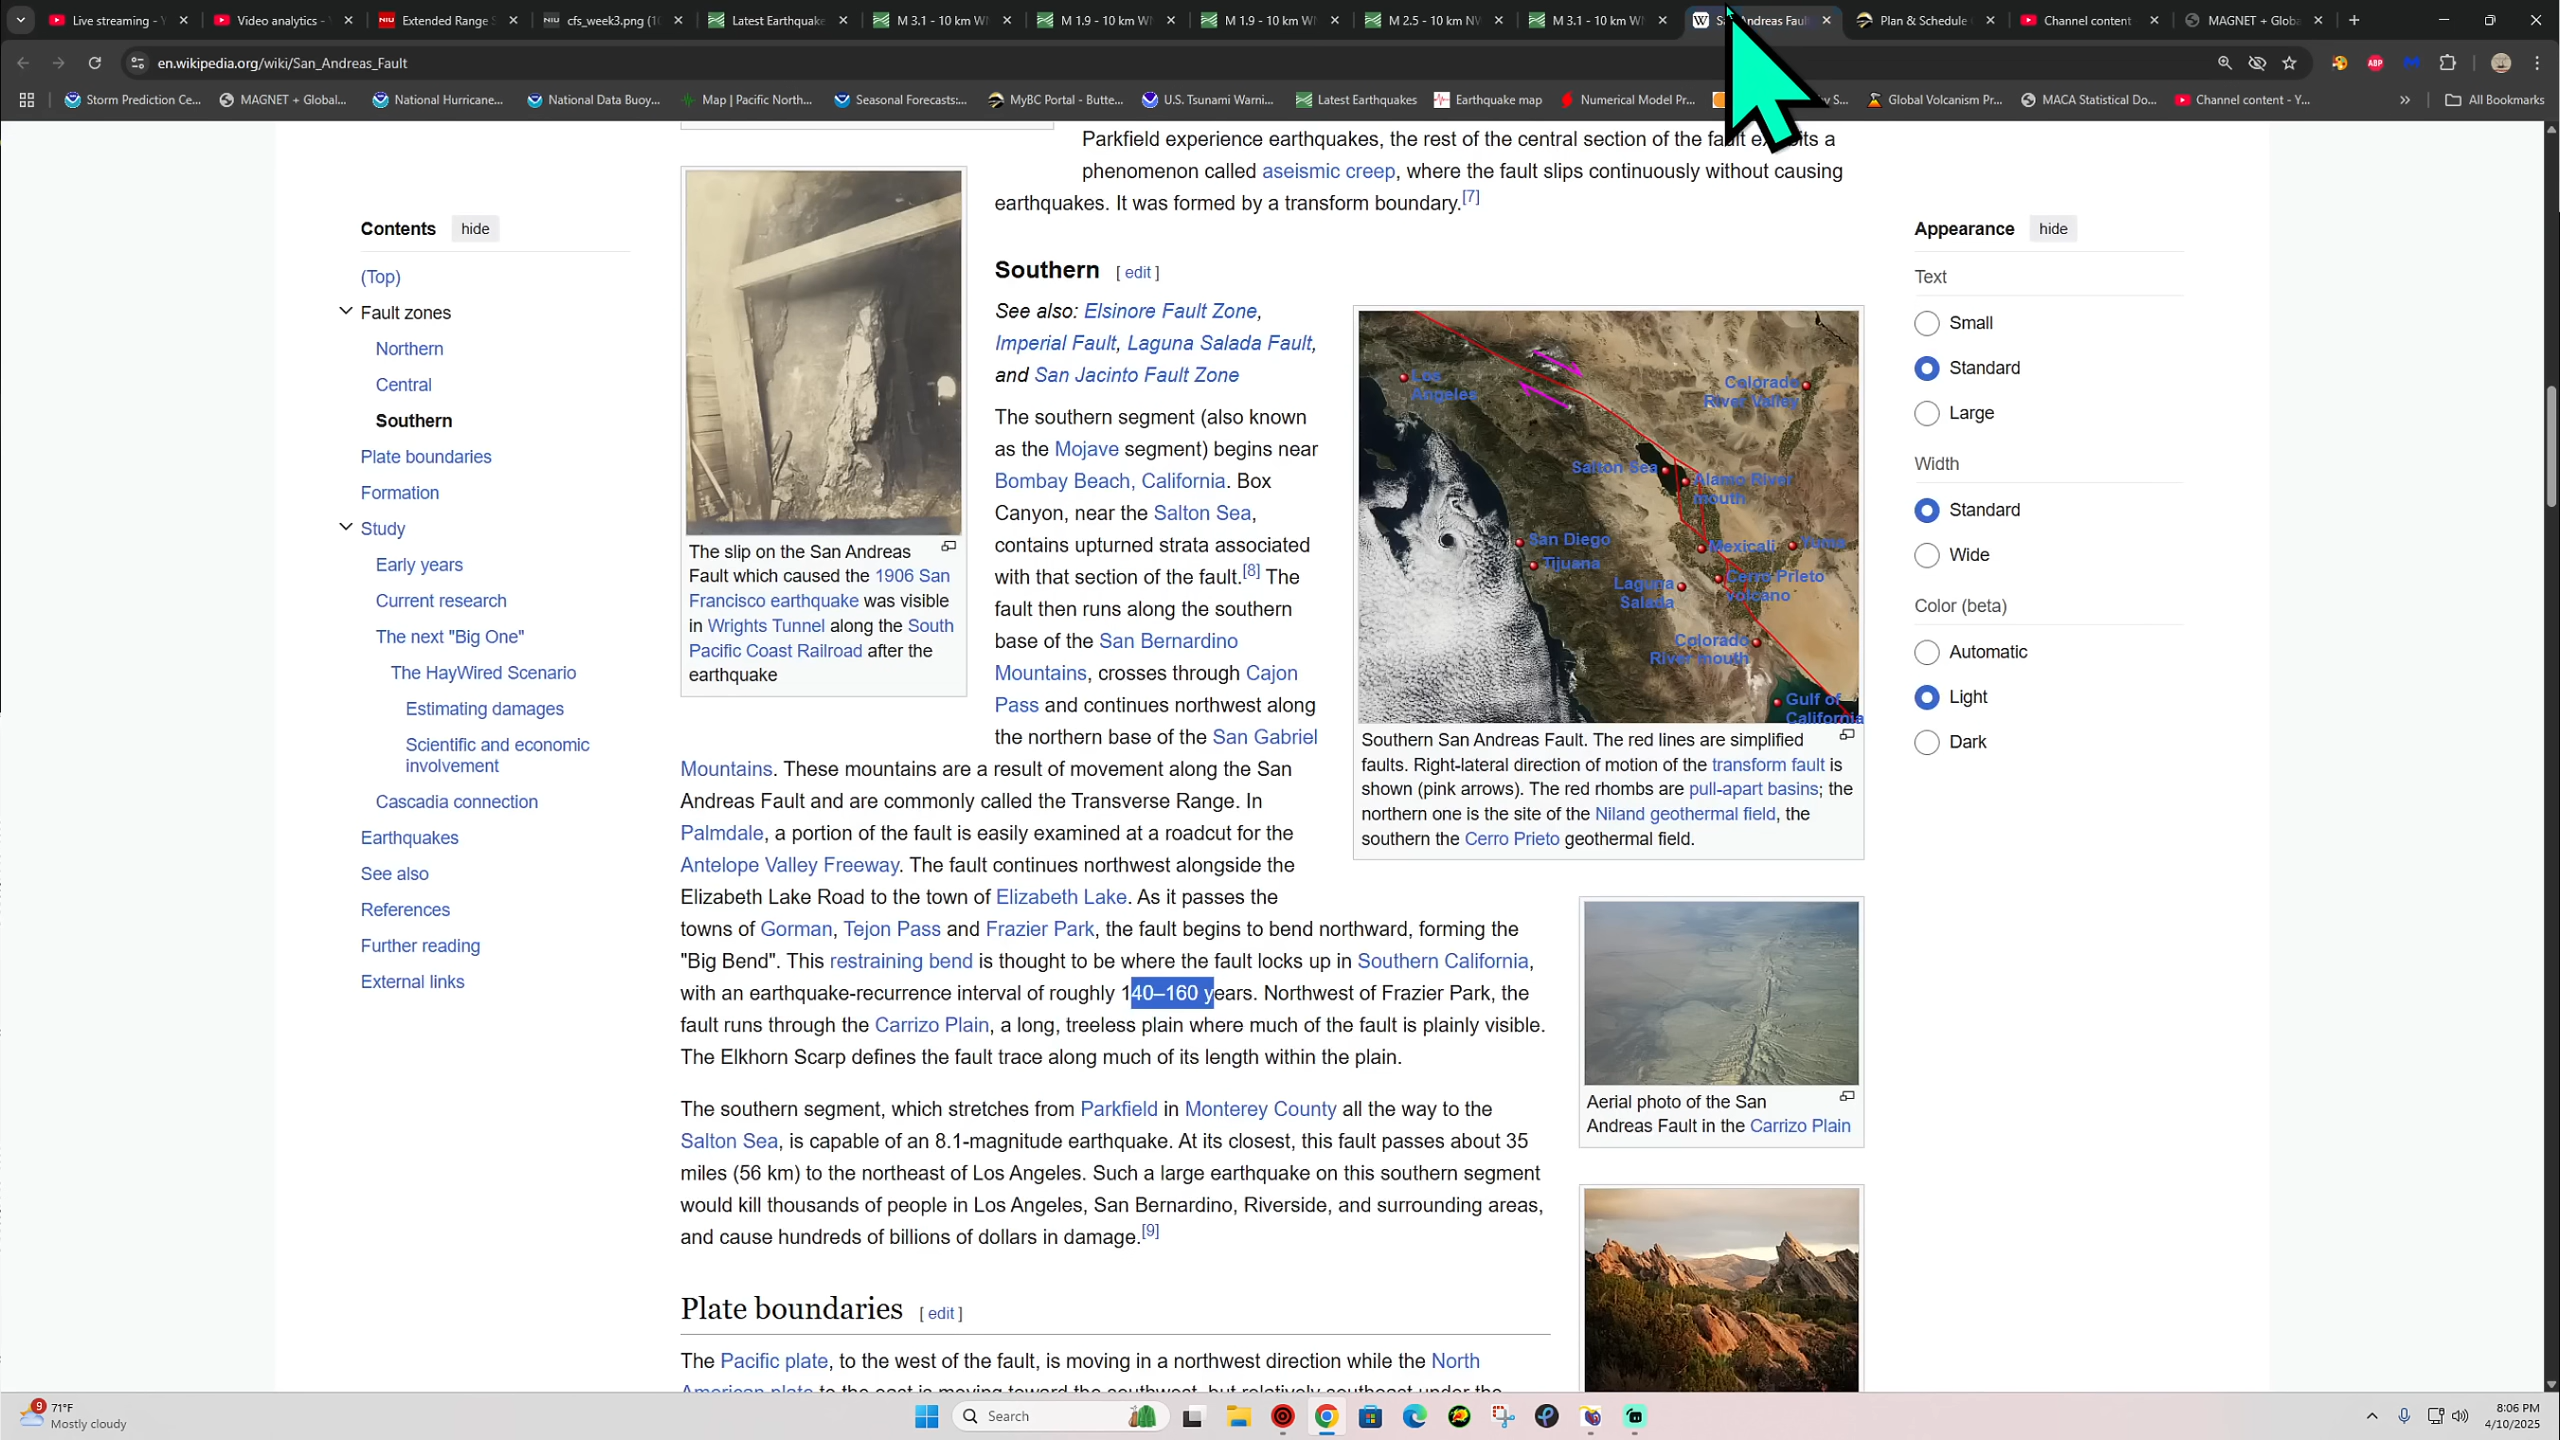 Live streaming - Y
Video analytics -
Extended Range S
cfs_week3.png (1
Latest Earthquake
M 3.1 - 10 km W
M 1.9 - 10 km W
M 1.9 - 10 km W
M 2.5 - 10 km NV
M 3.1 - 10 km W
Andreas Fault
Plan & Schedule
Channel content
MAGNET + Globa
en.wikipedia.org/wiki/San_Andreas_Fault
Storm Prediction Ce...
MAGNET + Global...
National Hurricane...
National Data Buoy...
Map | Pacific North...
Seasonal Forecasts:...
MyBC Portal - Butte...
U.S. Tsunami Warni...
Latest Earthquakes
Earthquake map
Numerical Model Pr...
Global Volcanism Pr...
MACA Statistical Do...
Channel content - Y...
All Bookmarks
Parkfield experience earthquakes, the rest of the central section of the
phenomenon called aseismic creep, where the fault slips continuously without causing
earthquakes. It was formed by a transform boundary.[7]
Contents hide
(Top)
Fault zones
Northern
Central
Southern
Plate boundaries
Formation
Study
Early years
Current research
The next "Big One"
The HayWired Scenario
Estimating damages
Scientific and economic
involvement
Cascadia connection
Earthquakes
See also
References
Further reading
External links
The slip on the San Andreas
Fault which caused the 1906 San
Francisco earthquake was visible
in Wrights Tunnel along the South
Pacific Coast Railroad after the
earthquake
Southern [ edit ]
See also: Elsinore Fault Zone,
Imperial Fault, Laguna Salada Fault,
and San Jacinto Fault Zone
The southern segment (also known
as the Mojave segment) begins near
Bombay Beach, California. Box
Canyon, near the Salton Sea,
contains upturned strata associated
with that section of the fault.[8] The
fault then runs along the southern
base of the San Bernardino
Mountains, crosses through Cajon
Pass and continues northwest along
the northern base of the San Gabriel
Mountains. These mountains are a result of movement along the San
Andreas Fault and are commonly called the Transverse Range. In
Palmdale, a portion of the fault is easily examined at a roadcut for the
Antelope Valley Freeway. The fault continues northwest alongside the
Elizabeth Lake Road to the town of Elizabeth Lake. As it passes the
towns of Gorman, Tejon Pass and Frazier Park, the fault begins to bend northward, forming the
"Big Bend". This restraining bend is thought to be where the fault locks up in Southern California,
with an earthquake-recurrence interval of roughly 140–160 years. Northwest of Frazier Park, the
fault runs through the Carrizo Plain, a long, treeless plain where much of the fault is plainly visible.
The Elkhorn Scarp defines the fault trace along much of its length within the plain.
The southern segment, which stretches from Parkfield in Monterey County all the way to the
Salton Sea, is capable of an 8.1-magnitude earthquake. At its closest, this fault passes about 35
miles (56 km) to the northeast of Los Angeles. Such a large earthquake on this southern segment
would kill thousands of people in Los Angeles, San Bernardino, Riverside, and surrounding areas,
and cause hundreds of billions of dollars in damage.[9]
Plate boundaries [ edit ]
The Pacific plate, to the west of the fault, is moving in a northwest direction while the North
American plate to the east is moving toward the southwest, but relatively southeast under the
Los
Angeles
Colorado
River Valley
Salton Sea
Alamo River
mouth
San Diego
Tijuana
Mexicali
Yuma
Laguna
Salada
Cerro Prieto
volcano
Colorado
River mouth
Gulf of
California
Southern San Andreas Fault. The red lines are simplified
faults. Right-lateral direction of motion of the transform fault is
shown (pink arrows). The red rhombs are pull-apart basins; the
northern one is the site of the Niland geothermal field, the
southern the Cerro Prieto geothermal field.
Aerial photo of the San
Andreas Fault in the Carrizo Plain
Appearance hide
Text
Small
Standard
Large
Width
Standard
Wide
Color (beta)
Automatic
Light
Dark
9
71°F
Mostly cloudy
Search
8:06 PM
4/10/2025